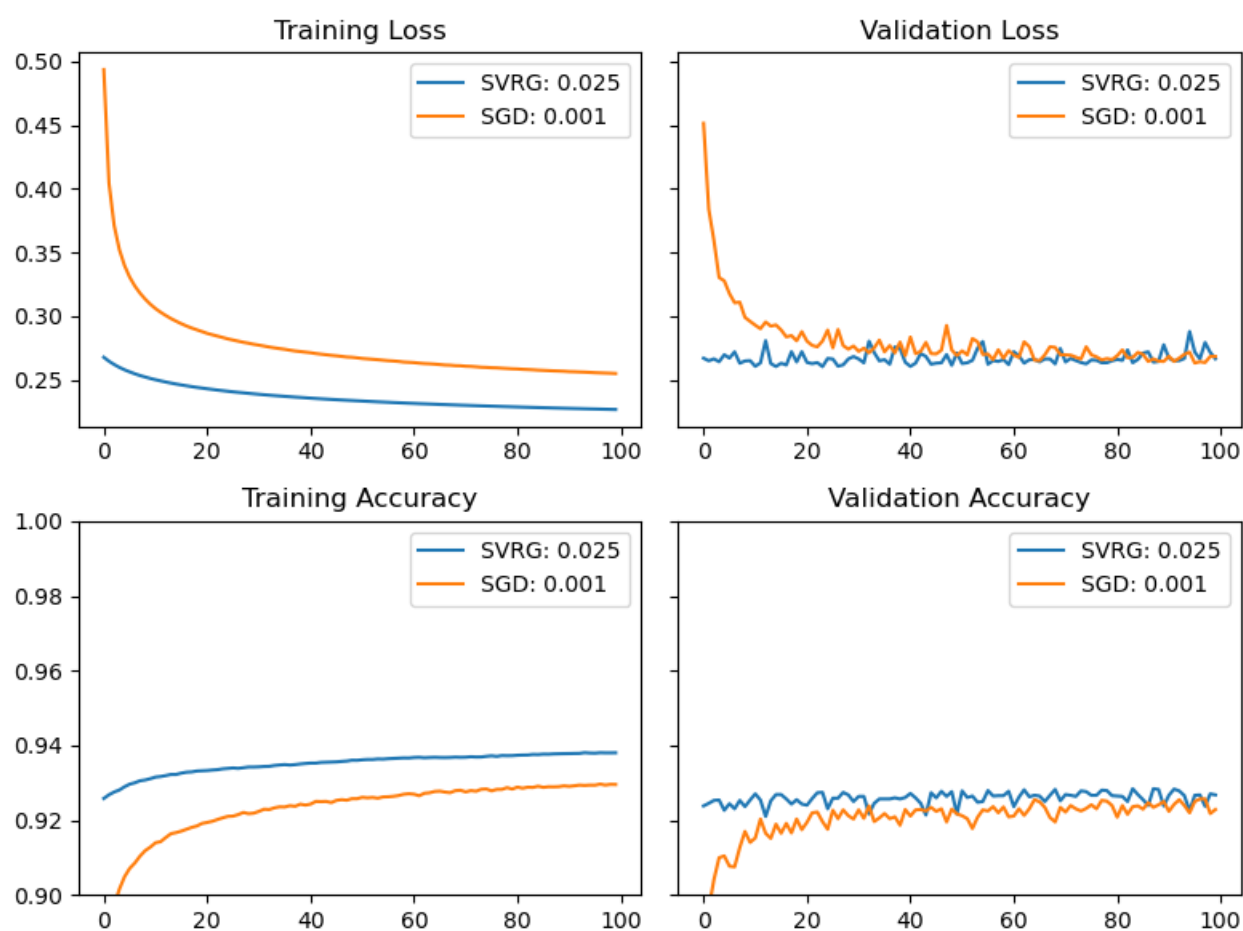 Training Loss
Validation Loss
0.50
0.45
0.40
0.35
0.30
0.25
SVRG: 0.025
SGD: 0.001
SVRG: 0.025
SGD: 0.001
0 20 40 60 80 100
0 20 40 60 80 100
Training Accuracy
Validation Accuracy
1.00
0.98
0.96
0.94
0.92
0.90
SVRG: 0.025
SGD: 0.001
SVRG: 0.025
SGD: 0.001
0 20 40 60 80 100
0 20 40 60 80 100